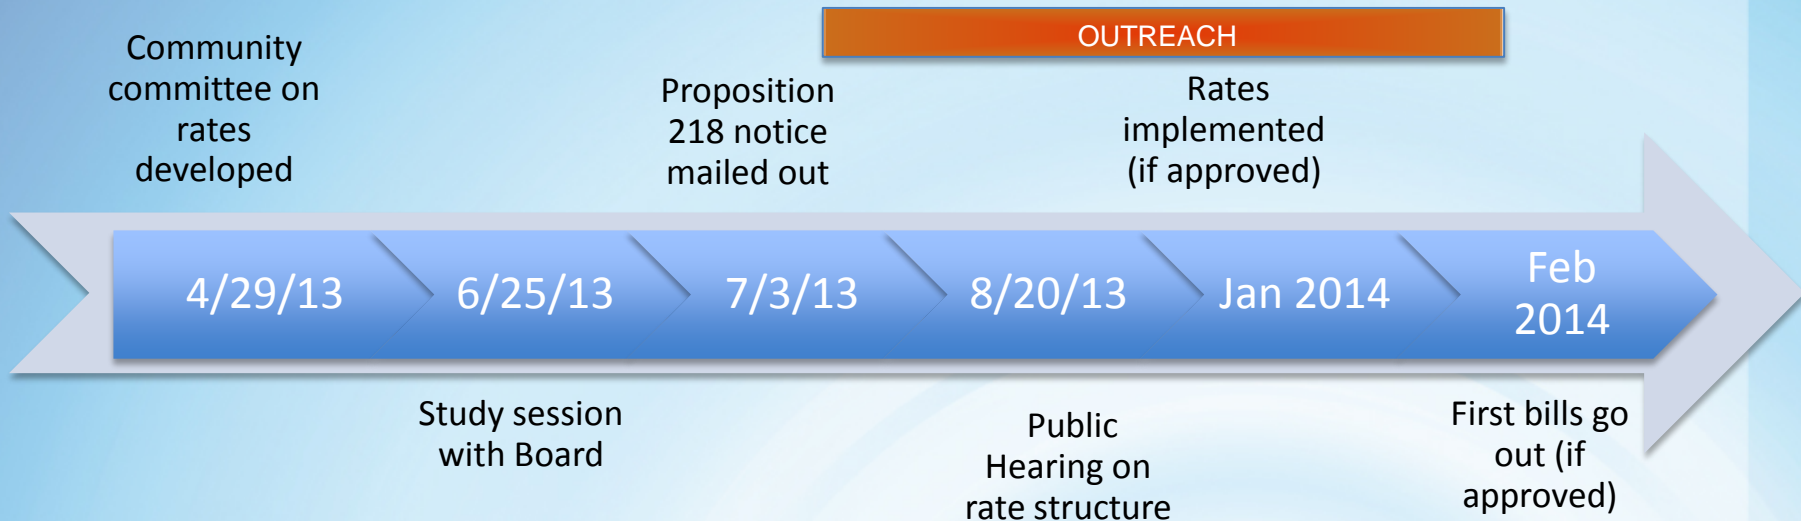 OUTREACH
Community
committee on
rates
developed
Proposition
218 notice
mailed out
Rates
implemented
(if approved)
4/29/13
6/25/13
7/3/13
8/20/13
Jan 2014
Feb
2014
Study session
with Board
Public
Hearing on
rate structure
First bills go
out (if
approved)